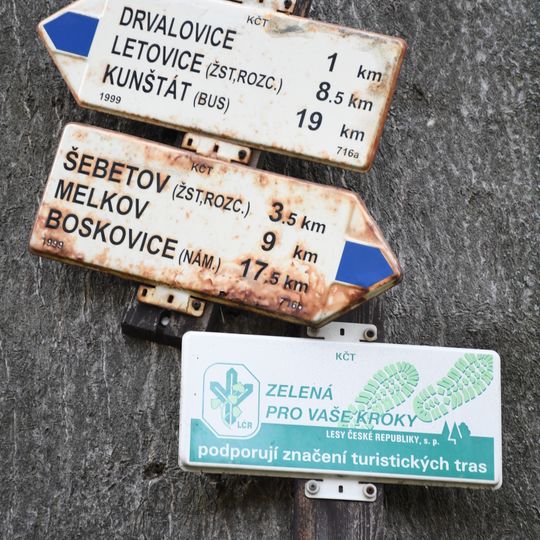 KČT
DRVALOVICE 1 km
LETOVICE (ŽST,ROZC.) 8.5 km
KUNŠTÁT (BUS) 19 km
1999 716a
KČT
ŠEBETOV (ŽST,ROZC.) 3.5 km
MELKOV 9 km
BOSKOVICE (NÁM.) 17.5 km
1999 716b
KČT
LČR
ZELENÁ
PRO VAŠE KROKY
LESY ČESKÉ REPUBLIKY, s. p.
podporují značení turistických tras